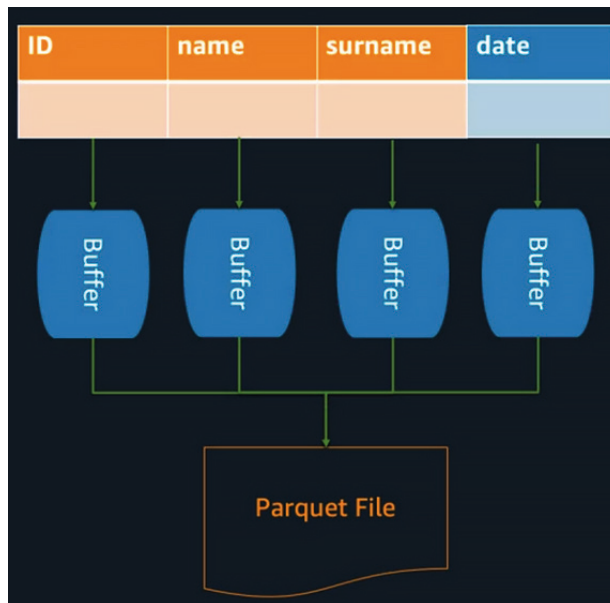 ID
name
surname
date
Buffer
Buffer
Buffer
Buffer
Parquet File